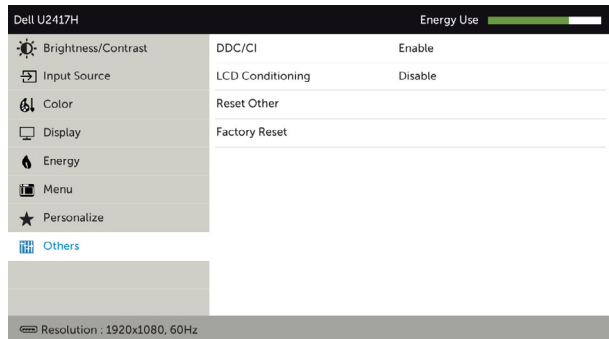 Dell U2417H Energy Use
Brightness/Contrast DDC/CI Enable
Input Source LCD Conditioning Disable
Color Reset Other
Display Factory Reset
Energy
Menu
Personalize
Others
Resolution : 1920x1080, 60Hz